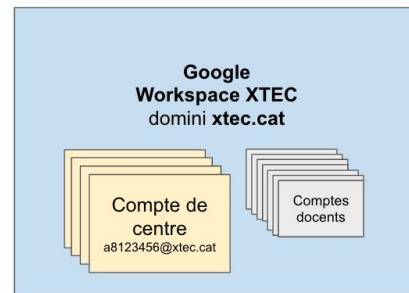 Google
Workspace XTEC
domini xtec.cat
Compte de
centre
a8123456@xtec.cat
Comptes
docents